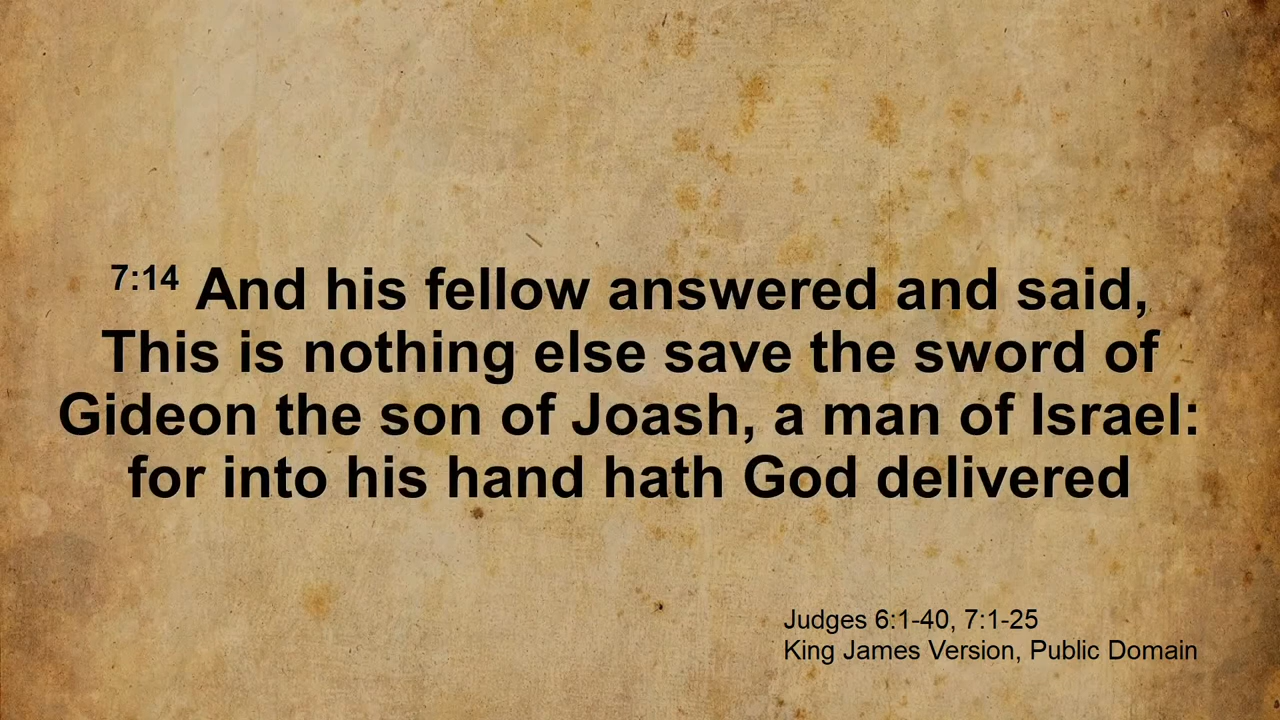 7:14 And his fellow answered and said,
This is nothing else save the sword of
Gideon the son of Joash, a man of Israel:
for into his hand hath God delivered
Judges 6:1-40, 7:1-25
King James Version, Public Domain